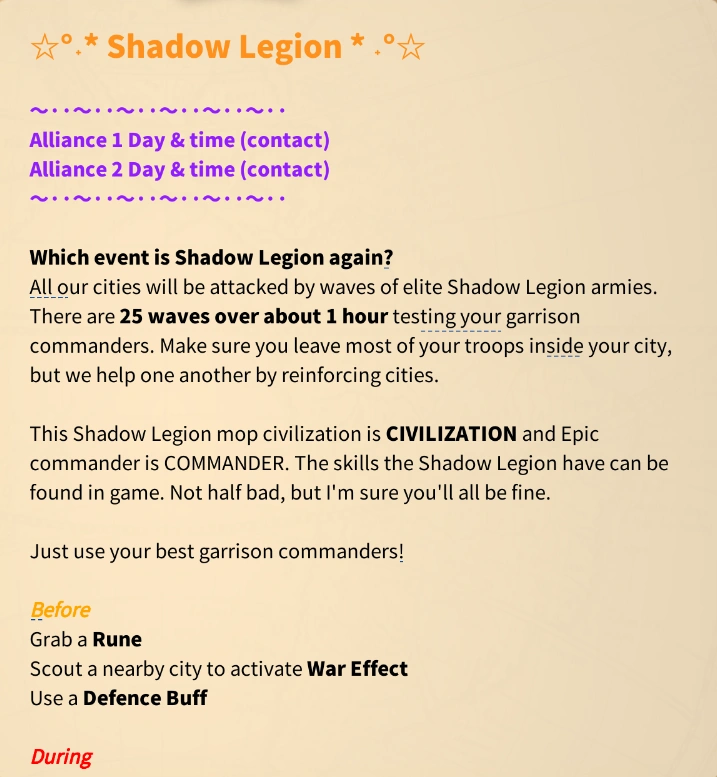 ☆°.* Shadow Legion * .°☆
～··～··～··～··～··～··
Alliance 1 Day & time (contact)
Alliance 2 Day & time (contact)
～··～··～··～··～··～··
Which event is Shadow Legion again?
All our cities will be attacked by waves of elite Shadow Legion armies.
There are 25 waves over about 1 hour testing your garrison
commanders. Make sure you leave most of your troops inside your city,
but we help one another by reinforcing cities.
This Shadow Legion mop civilization is CIVILIZATION and Epic
commander is COMMANDER. The skills the Shadow Legion have can be
found in game. Not half bad, but I'm sure you'll all be fine.
Just use your best garrison commanders!
Before
Grab a Rune
Scout a nearby city to activate War Effect
Use a Defence Buff
During